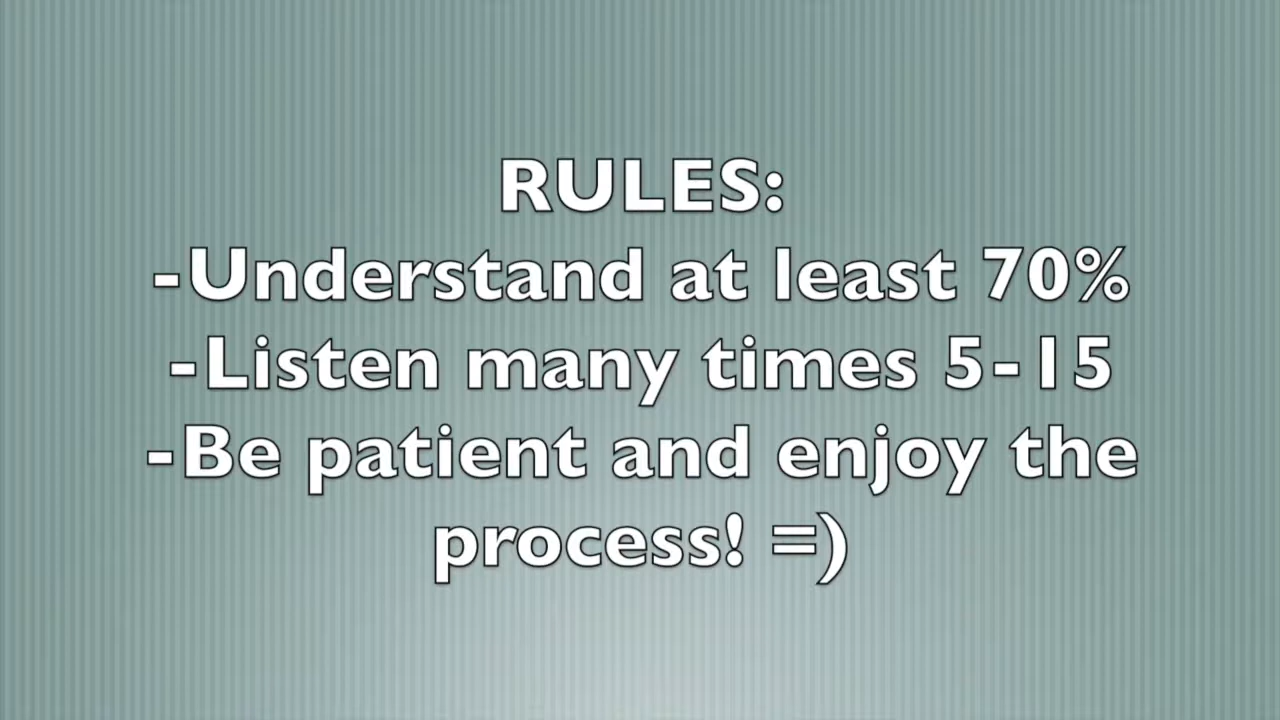 RULES:
-Understand at least 70%
-Listen many times 5-15
-Be patient and enjoy the
process! =)